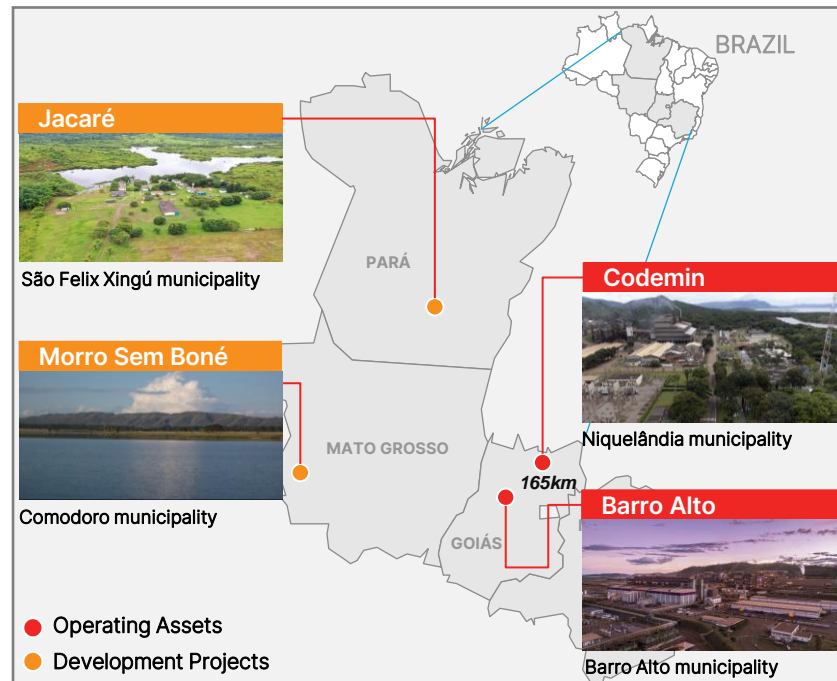 BRAZIL
Jacaré
São Felix Xingú municipality
PARÁ
Codemin
Niquelândia municipality
Morro Sem Boné
Comodoro municipality
MATO GROSSO
165km
GOIÁS
Barro Alto
Barro Alto municipality
Operating Assets
Development Projects